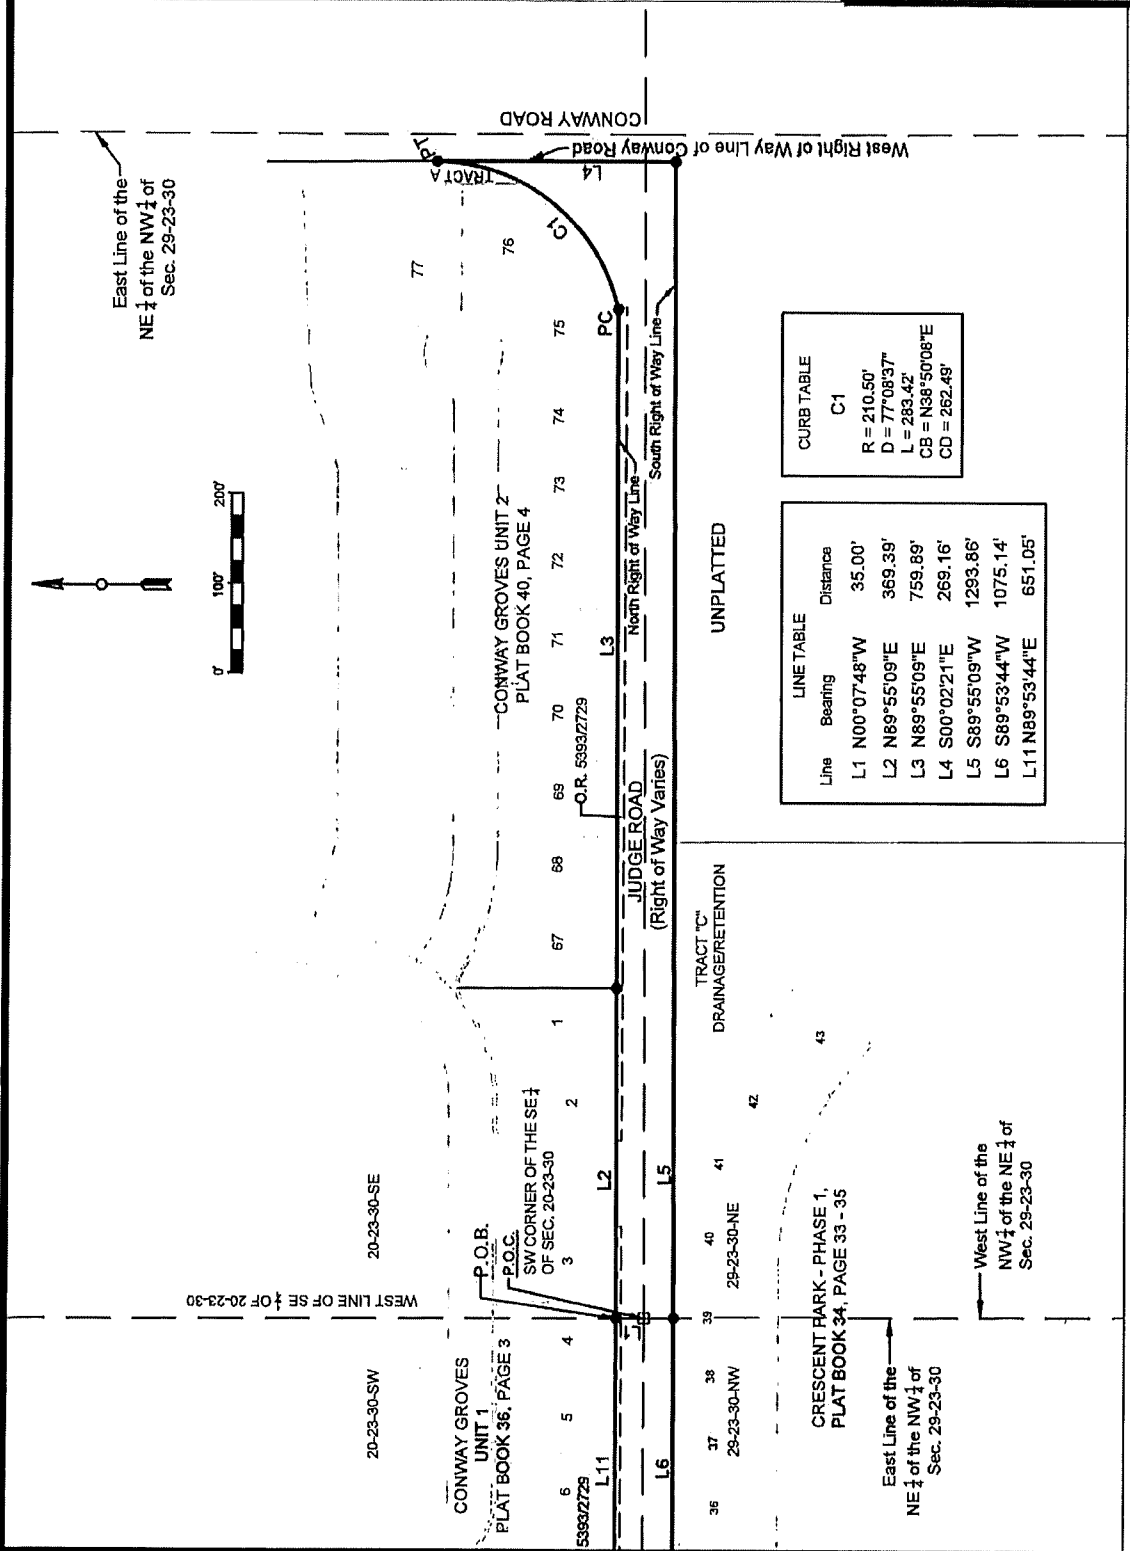 East Line of the
NE ¼ of the NW ¼ of
Sec. 29-23-30
0' 100' 200'
CONWAY ROAD
West Right of Way Line of Conway Road
PT
TRACT A
L4
C1
PC
77
76
75
74
73
72
71
70
69
68
67
CONWAY GROVES UNIT 2
PLAT BOOK 40, PAGE 4
L3
North Right of Way Line
South Right of Way Line
O.R. 5393/2729
JUDGE ROAD
(Right of Way Varies)
UNPLATTED
20-23-30-SW
20-23-30-SE
WEST LINE OF SE ¼ OF 20-23-30
CONWAY GROVES
UNIT 1
PLAT BOOK 36, PAGE 3
P.O.B.
P.O.C.
SW CORNER OF THE SE ¼
OF SEC. 20-23-30
6
5
4
3
2
1
5393/2729
L11
L2
L6
L5
36
37
38
39
40
41
42
43
29-23-30-NW
29-23-30-NE
TRACT "C"
DRAINAGE/RETENTION
CRESCENT PARK - PHASE 1,
PLAT BOOK 34, PAGE 33 - 35
East Line of the
NE ¼ of the NW ¼ of
Sec. 29-23-30
West Line of the
NW ¼ of the NE ¼ of
Sec. 29-23-30
LINE TABLE
Line Bearing Distance
L1 N00°07'48"W 35.00'
L2 N89°55'09"E 369.39'
L3 N89°55'09"E 759.89'
L4 S00°02'21"E 269.16'
L5 S89°55'09"W 1293.86'
L6 S89°53'44"W 1075.14'
L11 N89°53'44"E 651.05'
CURB TABLE
C1
R = 210.50'
D = 77°08'37"
L = 283.42'
CB = N38°50'08"E
CD = 262.49'